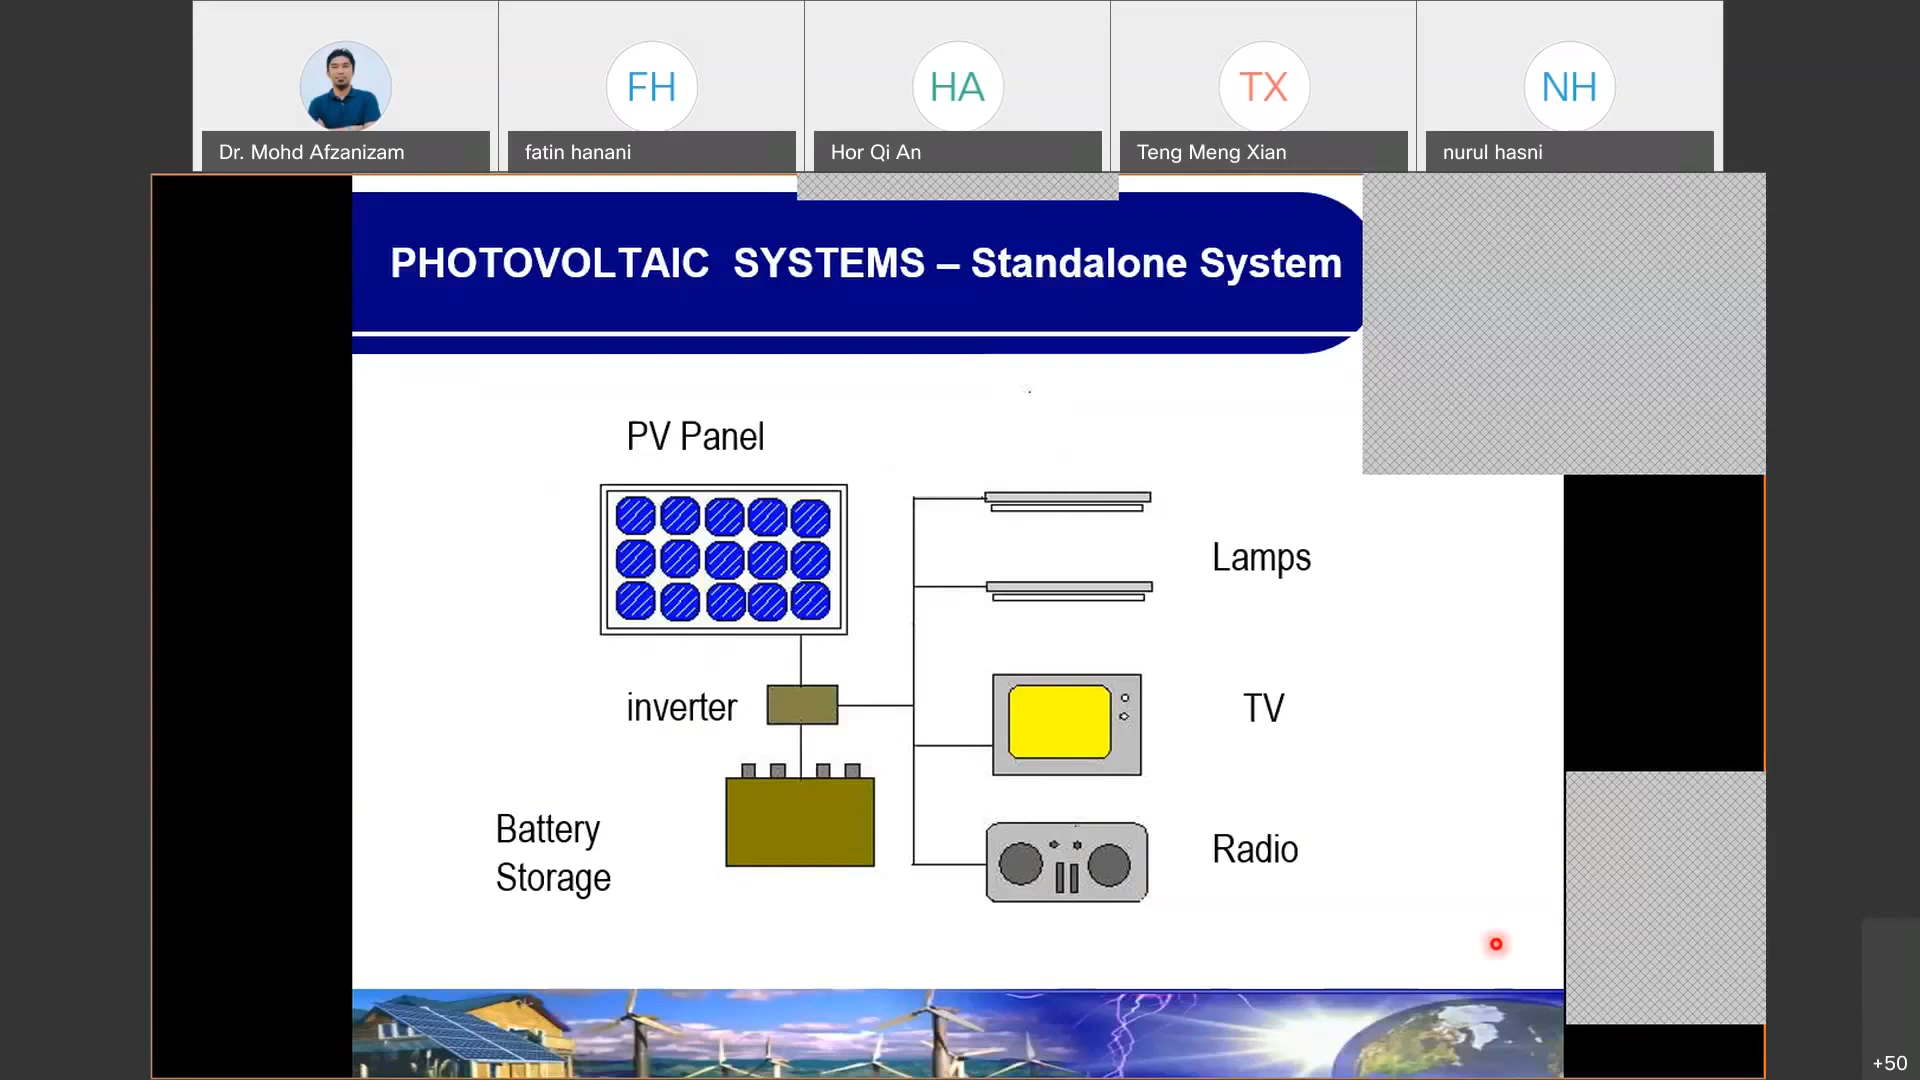 FH
HA
TX
NH
Dr. Mohd Afzanizam
fatin hanani
Hor Qi An
Teng Meng Xian
nurul hasni
PHOTOVOLTAIC SYSTEMS – Standalone System
PV Panel
Lamps
inverter
TV
Battery
Storage
Radio
+50